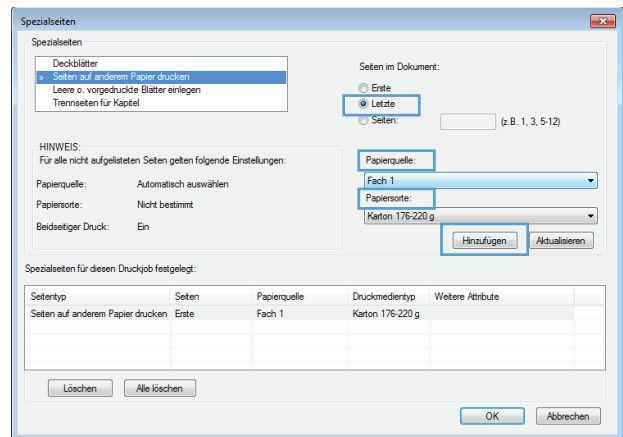 Spezialseiten
Spezialseiten
Deckblätter
» Seiten auf anderem Papier drucken
Leere o. vorgedruckte Blätter einlegen
Trennseiten für Kapitel
Seiten im Dokument:
Erste
Letzte
Seiten: (z.B. 1, 3, 5-12)
HINWEIS:
Für alle nicht aufgelisteten Seiten gelten folgende Einstellungen:
Papierquelle: Automatisch auswählen
Papiersorte: Nicht bestimmt
Beidseitiger Druck: Ein
Papierquelle:
Fach 1
Papiersorte:
Karton 176-220 g
Hinzufügen Aktualisieren
Spezialseiten für diesen Druckjob festgelegt:
Seitentyp Seiten Papierquelle Druckmedientyp Weitere Attribute
Seiten auf anderem Papier drucken Erste Fach 1 Karton 176-220 g
Löschen Alle löschen
OK Abbrechen